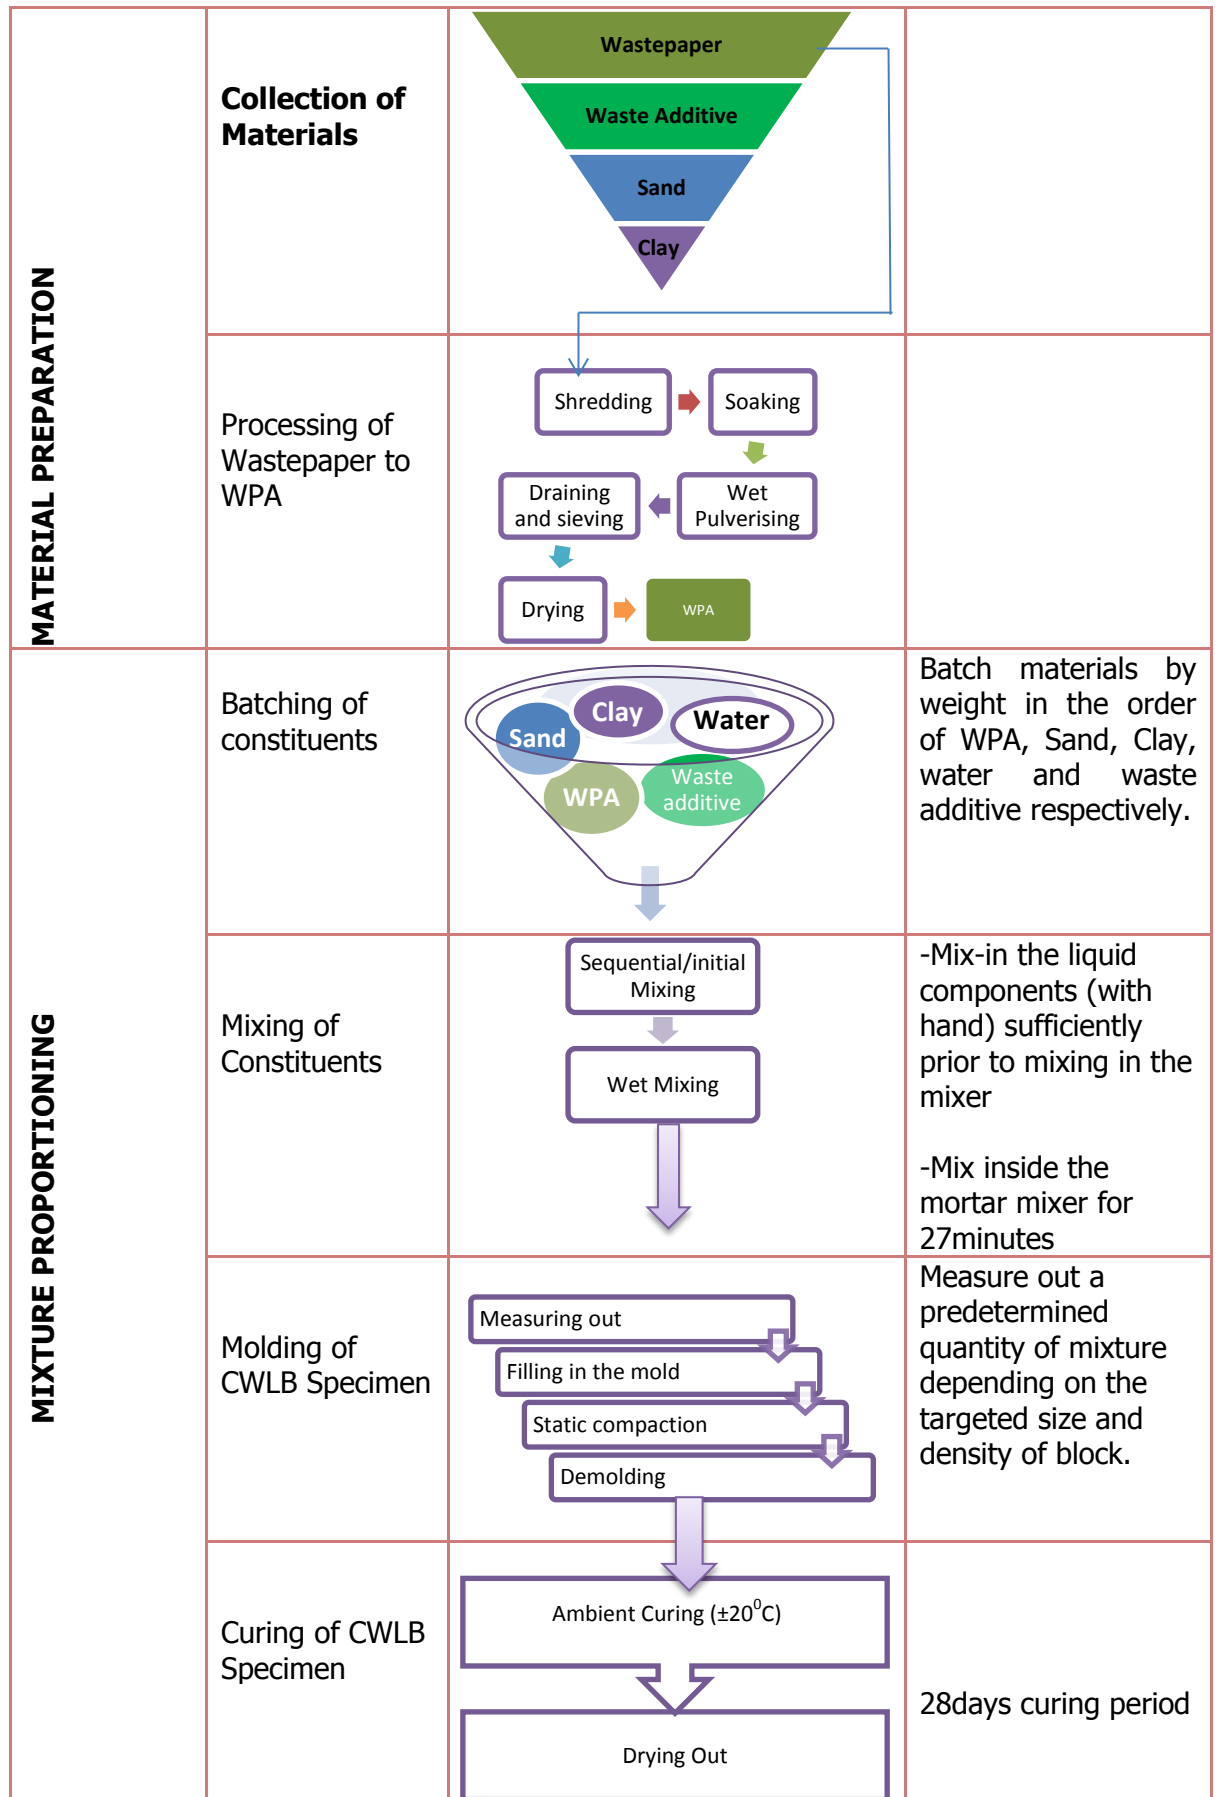 MATERIAL PREPARATION
Collection of
Materials
Wastepaper
Waste Additive
Sand
Clay
Processing of
Wastepaper to
WPA
Shredding
Soaking
Wet
Pulverising
Draining
and sieving
Drying
WPA
MIXTURE PROPORTIONING
Batching of
constituents
Clay
Water
Sand
WPA
Waste
additive
Batch materials by
weight in the order
of WPA, Sand, Clay,
water and waste
additive respectively.
Mixing of
Constituents
Sequential/initial
Mixing
Wet Mixing
-Mix-in the liquid
components (with
hand) sufficiently
prior to mixing in the
mixer
-Mix inside the
mortar mixer for
27minutes
Molding of
CWLB Specimen
Measuring out
Filling in the mold
Static compaction
Demolding
Measure out a
predetermined
quantity of mixture
depending on the
targeted size and
density of block.
Curing of CWLB
Specimen
Ambient Curing (±20⁰C)
Drying Out
28days curing period